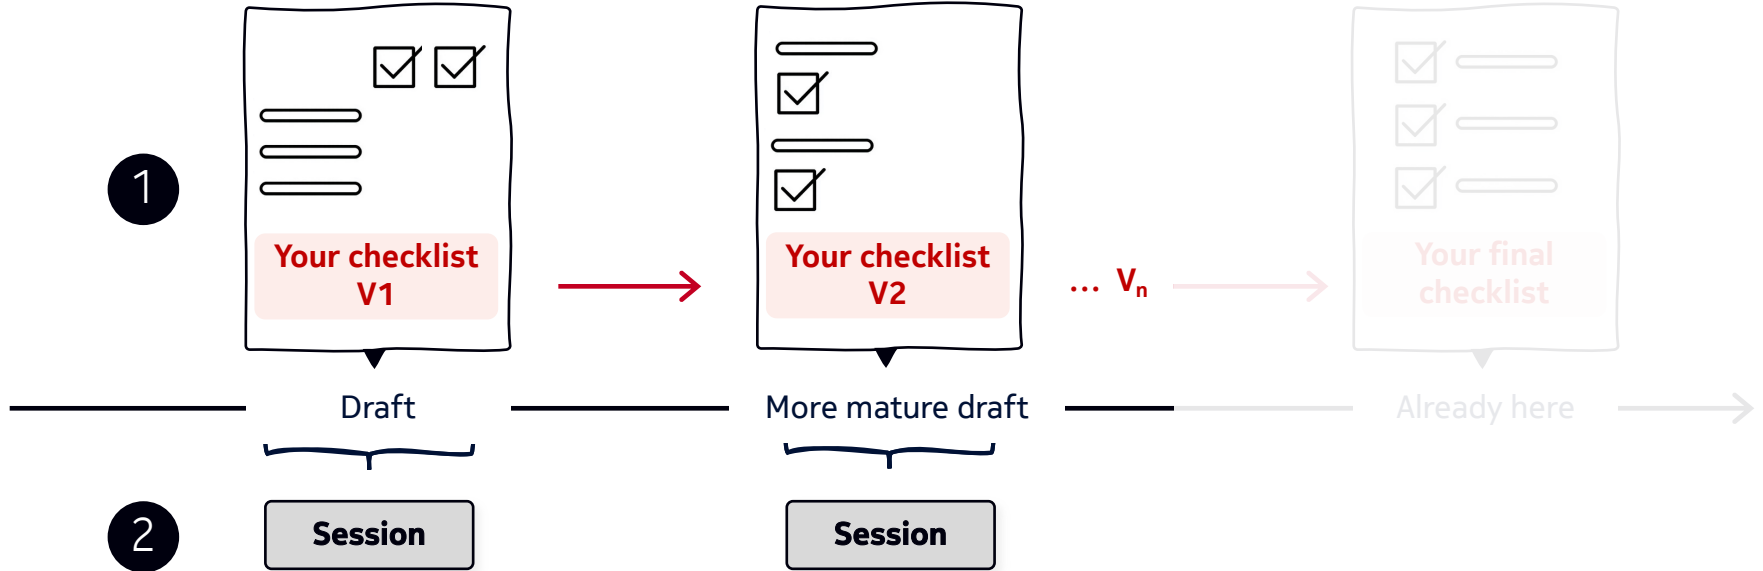 1
Your checklist
V1
Your checklist
V2
... Vn
Your final
checklist
Draft
More mature draft
Already here
2
Session
Session